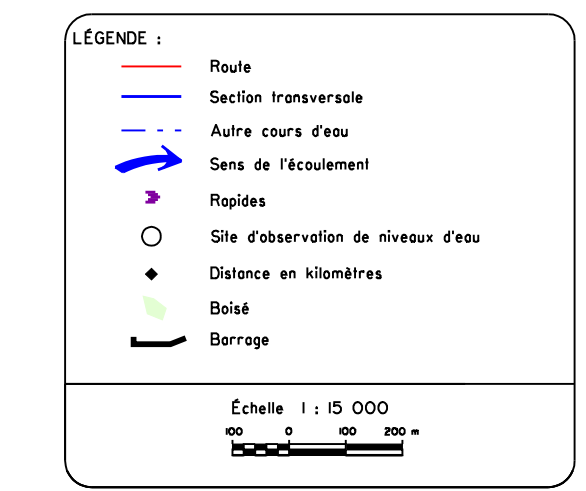 LÉGENDE :
Route
Section transversale
Autre cours d'eau
Sens de l'écoulement
Rapides
Site d'observation de niveaux d'eau
Distance en kilomètres
Boisé
Barrage
Échelle 1 : 15 000
100 0 100 200 m